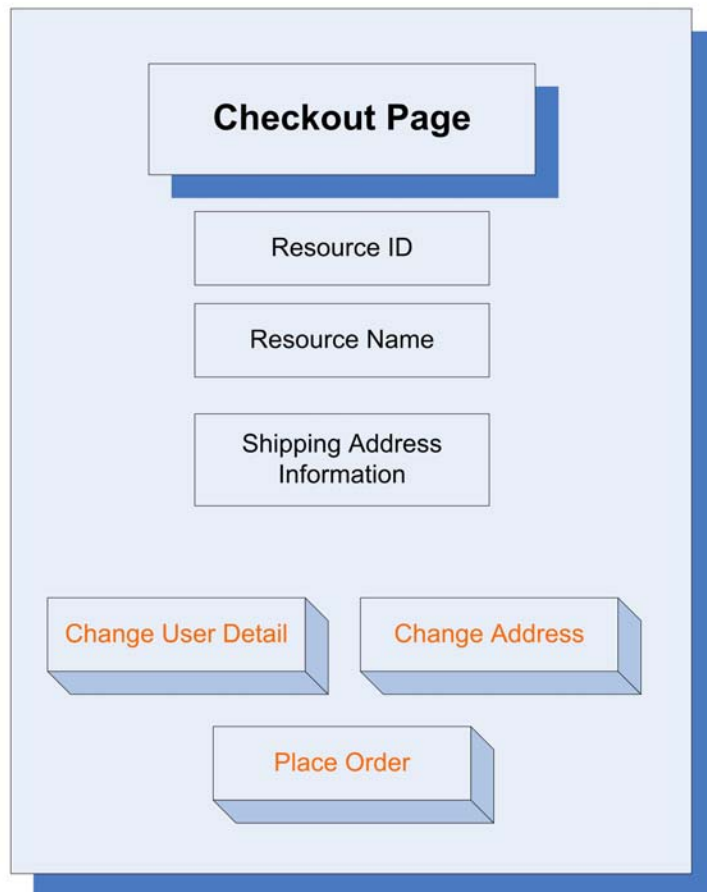 Checkout Page
Resource ID
Resource Name
Shipping Address
Information
Change User Detail
Change Address
Place Order